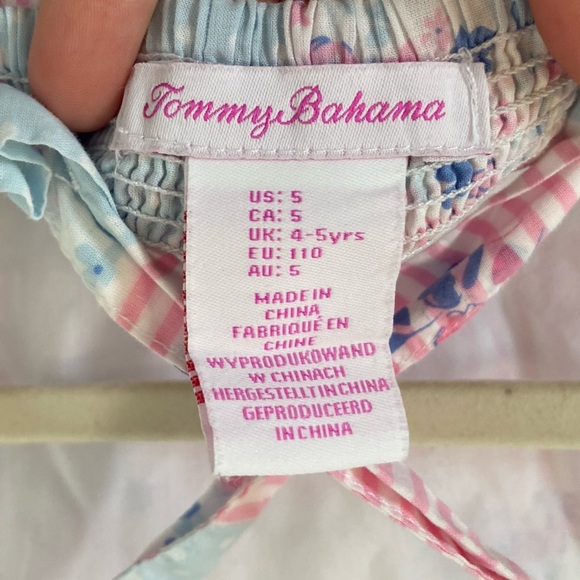 Tommy Bahama
US: 5
CA: 5
UK: 4-5yrs
EU: 110
AU: 5
MADE IN
CHINA
FABRIQUÉ EN
CHINE
WYPRODUKOWAND
W CHINACH
HERGESTELLT IN CHINA
GEPRODUCEERD
IN CHINA